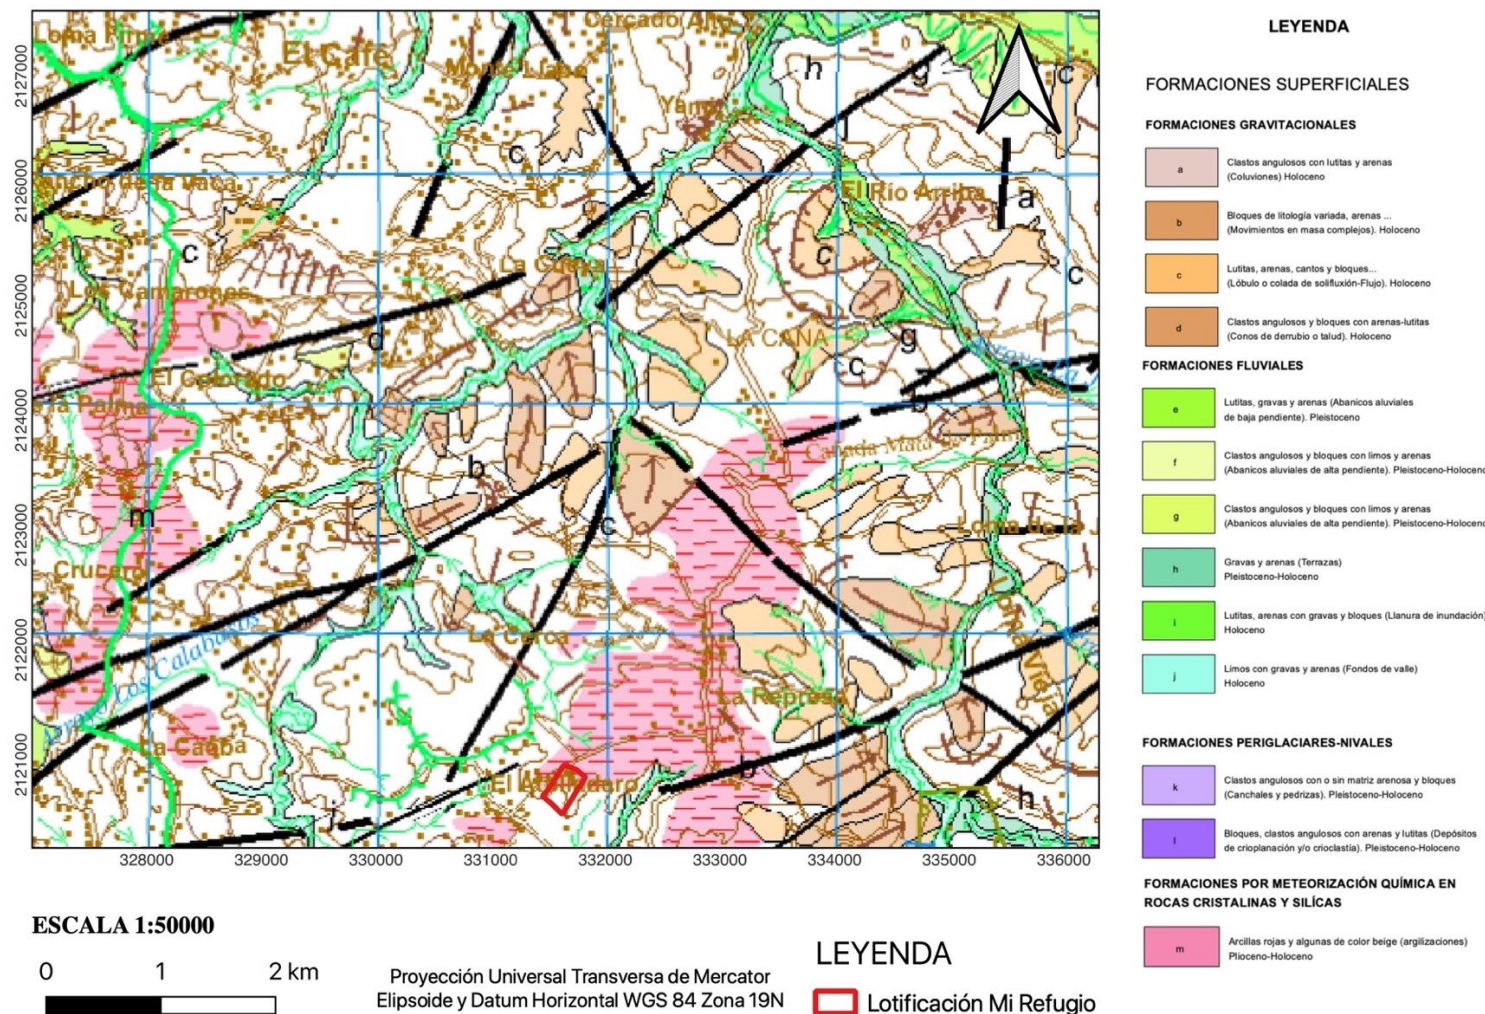 Cercado Alto
El Café
h
g
c
Yani
c
2127000
2126000
2125000
2124000
2123000
2122000
2121000
El Río Arriba
a
c
c
c
La Cueva
d
LA CANA
g
c
El Colorado
b
Cañada Mata
b
m
c
Crucero
Arroyo Los Calabazos
La Cerca
La Represa
b
h
i
328000
329000
330000
331000
332000
333000
334000
335000
336000
ESCALA 1:50000
0 1 2 km
Proyección Universal Transversa de Mercator
Elipsoide y Datum Horizontal WGS 84 Zona 19N
LEYENDA
Lotificación Mi Refugio
LEYENDA
FORMACIONES SUPERFICIALES
FORMACIONES GRAVITACIONALES
a Clastos angulosos con lutitas y arenas
(Coluviones) Holoceno
b Bloques de litología variada, arenas ...
(Movimientos en masa complejos). Holoceno
c Lutitas, arenas, cantos y bloques...
(Lóbulo o colada de solifluxión-Flujo). Holoceno
d Clastos angulosos y bloques con arenas-lutitas
(Conos de derrubio o talud). Holoceno
FORMACIONES FLUVIALES
e Lutitas, gravas y arenas (Abanicos aluviales
de baja pendiente). Pleistoceno
f Clastos angulosos y bloques con limos y arenas
(Abanicos aluviales de alta pendiente). Pleistoceno-Holoceno
g Clastos angulosos y bloques con limos y arenas
(Abanicos aluviales de alta pendiente). Pleistoceno-Holoceno
h Gravas y arenas (Terrazas)
Pleistoceno-Holoceno
i Lutitas, arenas con gravas y bloques (Llanura de inundación)
Holoceno
j Limos con gravas y arenas (Fondos de valle)
Holoceno
FORMACIONES PERIGLACIARES-NIVALES
k Clastos angulosos con o sin matriz arenosa y bloques
(Canchales y pedrizas). Pleistoceno-Holoceno
l Bloques, clastos angulosos con arenas y lutitas (Depósitos
de crioplanación y/o crioclastía). Pleistoceno-Holoceno
FORMACIONES POR METEORIZACIÓN QUÍMICA EN
ROCAS CRISTALINAS Y SILÍCAS
m Arcillas rojas y algunas de color beige (argilizaciones)
Plioceno-Holoceno